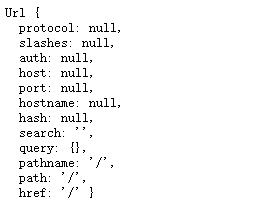 Url {
  protocol: null,
  slashes: null,
  auth: null,
  host: null,
  port: null,
  hostname: null,
  hash: null,
  search: '',
  query: {},
  pathname: '/',
  path: '/',
  href: '/' }